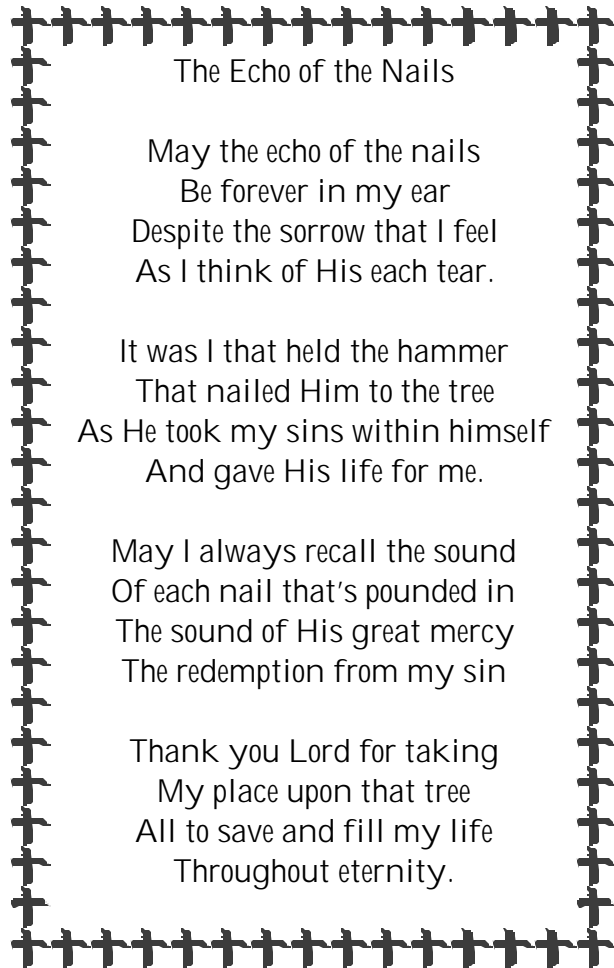 The Echo of the Nails
May the echo of the nails
Be forever in my ear
Despite the sorrow that I feel
As I think of His each tear.
It was I that held the hammer
That nailed Him to the tree
As He took my sins within himself
And gave His life for me.
May I always recall the sound
Of each nail that's pounded in
The sound of His great mercy
The redemption from my sin
Thank you Lord for taking
My place upon that tree
All to save and fill my life
Throughout eternity.